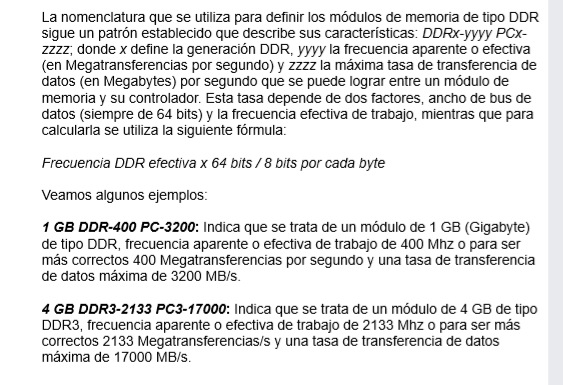 La nomenclatura que se utiliza para definir los módulos de memoria de tipo DDR
sigue un patrón establecido que describe sus características: DDRx-yyyy PCx-
zzzz; donde x define la generación DDR, yyyy la frecuencia aparente o efectiva
(en Megatransferencias por segundo) y zzzz la máxima tasa de transferencia de
datos (en Megabytes) por segundo que se puede lograr entre un módulo de
memoria y su controlador. Esta tasa depende de dos factores, ancho de bus de
datos (siempre de 64 bits) y la frecuencia efectiva de trabajo, mientras que para
calcularla se utiliza la siguiente fórmula:
Frecuencia DDR efectiva x 64 bits / 8 bits por cada byte
Veamos algunos ejemplos:
1 GB DDR-400 PC-3200: Indica que se trata de un módulo de 1 GB (Gigabyte)
de tipo DDR, frecuencia aparente o efectiva de trabajo de 400 Mhz o para ser
más correctos 400 Megatransferencias por segundo y una tasa de transferencia
de datos máxima de 3200 MB/s.
4 GB DDR3-2133 PC3-17000: Indica que se trata de un módulo de 4 GB de tipo
DDR3, frecuencia aparente o efectiva de trabajo de 2133 Mhz o para ser más
correctos 2133 Megatransferencias/s y una tasa de transferencia de datos
máxima de 17000 MB/s.